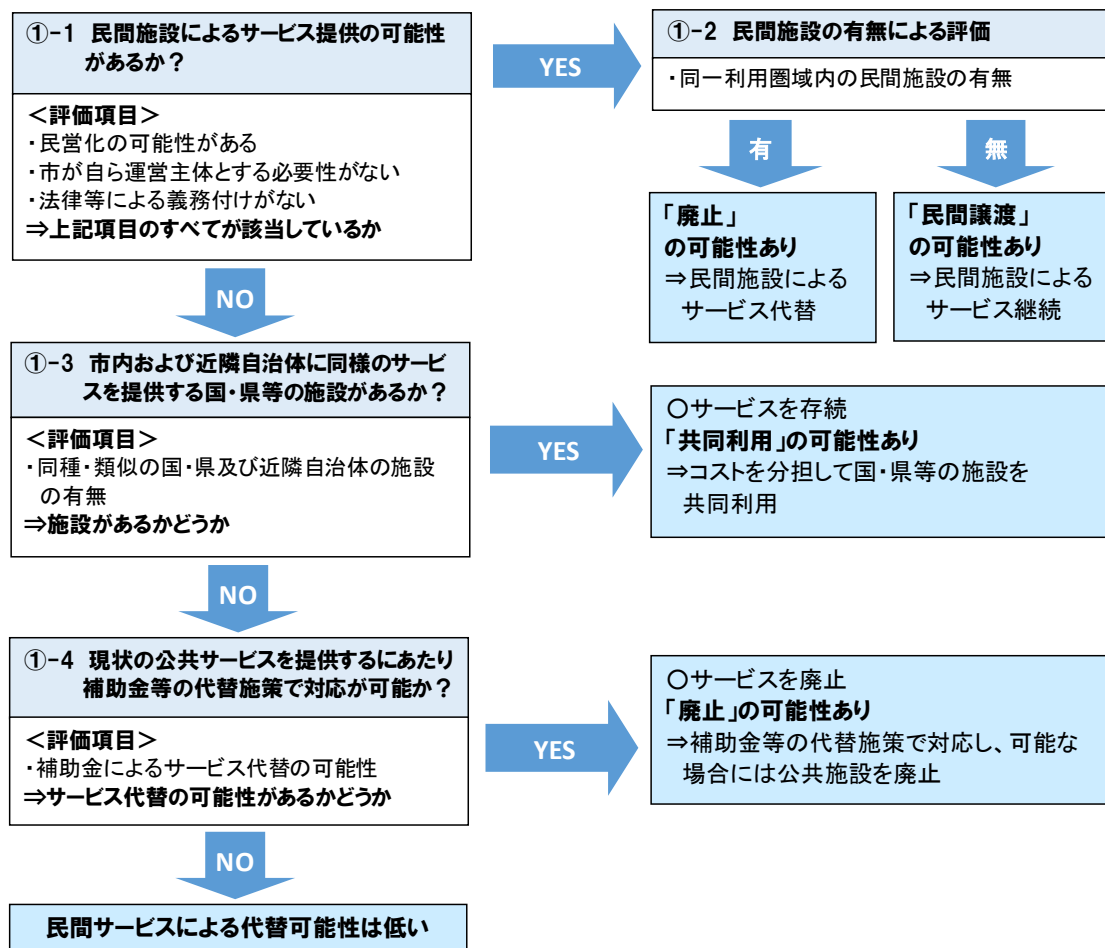 ①-1 民間施設によるサービス提供の可能性
があるか？
＜評価項目＞
・民営化の可能性がある
・市が自ら運営主体とする必要性がない
・法律等による義務付けがない
⇒上記項目のすべてが該当しているか
YES
①-2 民間施設の有無による評価
・同一利用圏域内の民間施設の有無
有
無
「廃止」
の可能性あり
⇒民間施設による
サービス代替
「民間譲渡」
の可能性あり
⇒民間施設による
サービス継続
NO
①-3 市内および近隣自治体に同様のサービ
スを提供する国・県等の施設があるか？
＜評価項目＞
・同種・類似の国・県及び近隣自治体の施設
の有無
⇒施設があるかどうか
YES
○サービスを存続
「共同利用」の可能性あり
⇒コストを分担して国・県等の施設を
共同利用
NO
①-4 現状の公共サービスを提供するにあたり
補助金等の代替施策で対応が可能か？
＜評価項目＞
・補助金によるサービス代替の可能性
⇒サービス代替の可能性があるかどうか
YES
○サービスを廃止
「廃止」の可能性あり
⇒補助金等の代替施策で対応し、可能な
場合には公共施設を廃止
NO
民間サービスによる代替可能性は低い